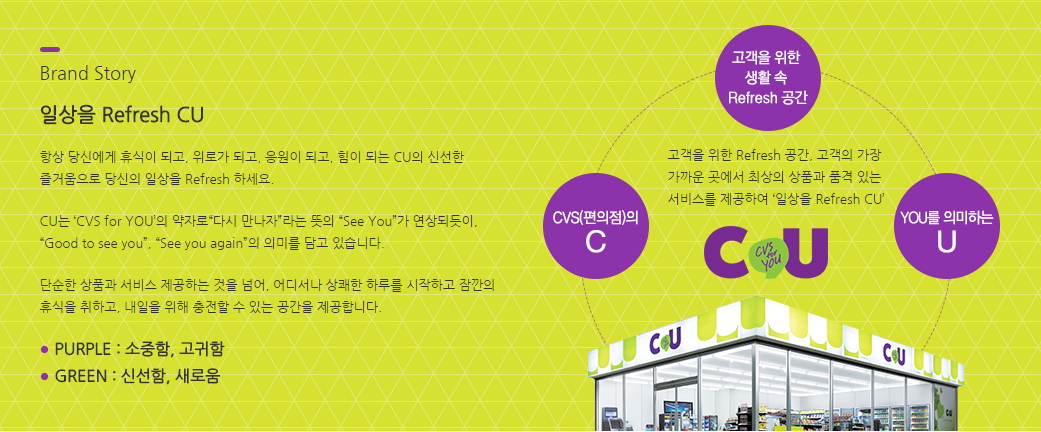 Brand Story
일상을 Refresh CU
항상 당신에게 휴식이 되고, 위로가 되고, 응원이 되고, 힘이 되는 CU의 신선한
즐거움으로 당신의 일상을 Refresh 하세요.
CU는 ‘CVS for YOU’의 약자로“다시 만나자”라는 뜻의 “See You”가 연상되듯이,
“Good to see you”, “See you again”의 의미를 담고 있습니다.
단순한 상품과 서비스 제공하는 것을 넘어, 어디서나 상쾌한 하루를 시작하고 잠깐의
휴식을 취하고, 내일을 위해 충전할 수 있는 공간을 제공합니다.
● PURPLE : 소중함, 고귀함
● GREEN : 신선함, 새로움
고객을 위한
생활 속
Refresh 공간
고객을 위한 Refresh 공간, 고객의 가장
가까운 곳에서 최상의 상품과 품격 있는
서비스를 제공하여 ‘일상을 Refresh CU’
CVS(편의점)의
C
YOU를 의미하는
U
CU
CVS
for
YOU
CU
CU
CU